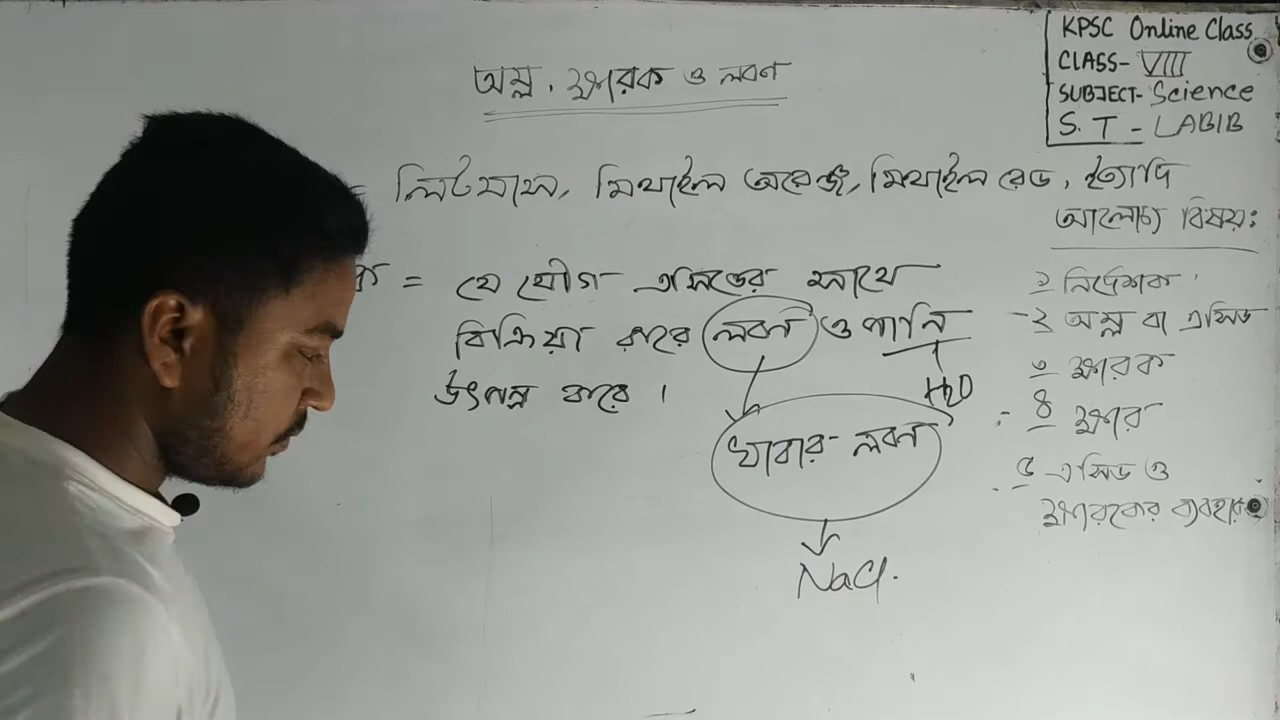 KPSC Online Class
CLASS- VIII
SUBJECT- Science
S. T - LABIB
অম্ল, ক্ষারক ও লবণ
= লিটমাস, মিথাইল অরেঞ্জ, মিথাইল রেড, ইত্যাদি
ক = যে যৌগ এসিডের সাথে
বিক্রিয়া করে লবণ ও পানি
উৎপন্ন করে।
H2O
খাবার লবণ
NaCl.
আলোচ্য বিষয়ঃ
১ নির্দেশক
২ অম্ল বা এসিড
৩ ক্ষারক
৪ ক্ষার
৫ এসিড ও
ক্ষারকের ব্যবহার